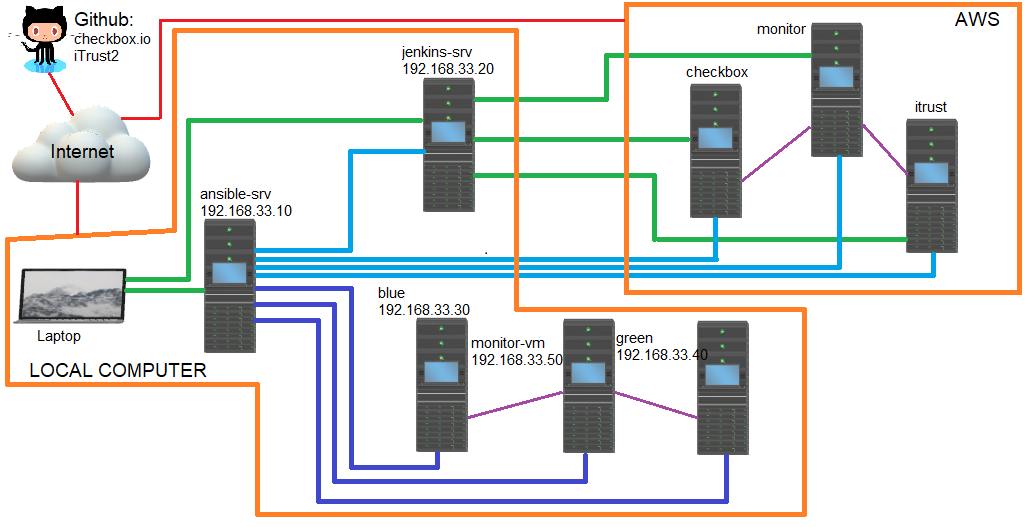 Github:
checkbox.io
iTrust2
AWS
monitor
jenkins-srv
192.168.33.20
checkbox
itrust
Internet
ansible-srv
192.168.33.10
blue
192.168.33.30
monitor-vm
192.168.33.50
green
192.168.33.40
Laptop
LOCAL COMPUTER